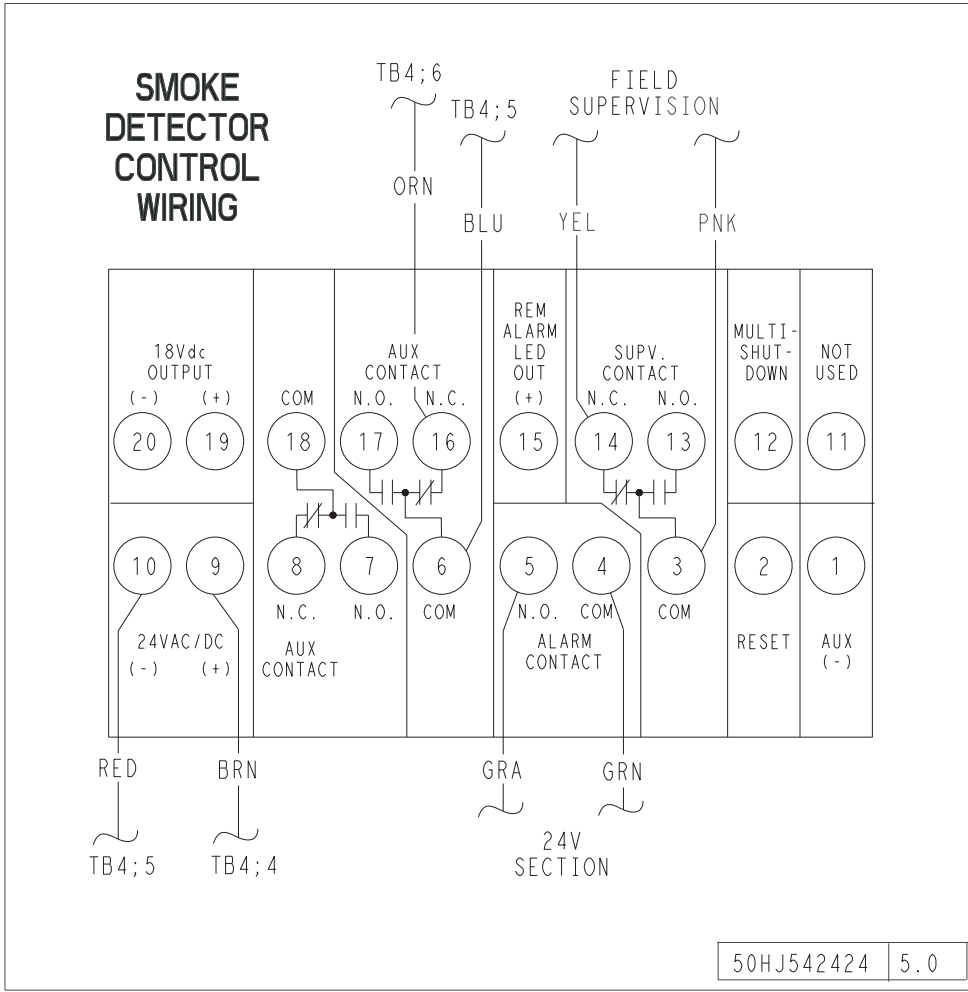 SMOKE
DETECTOR
CONTROL
WIRING
TB4;6
TB4;5
FIELD
SUPERVISION
ORN
BLU
YEL
PNK
18Vdc
OUTPUT
(-) (+)
COM
AUX
CONTACT
N.O. N.C.
REM
ALARM
LED
OUT
(+)
SUPV.
CONTACT
N.C. N.O.
MULTI-
SHUT-
DOWN
NOT
USED
20 19 18 17 16 15 14 13 12 11
10 9 8 7 6 5 4 3 2 1
24VAC/DC
(-) (+)
N.C. N.O.
AUX
CONTACT
COM
N.O. COM
ALARM
CONTACT
COM
RESET
AUX
(-)
RED
BRN
GRA
GRN
TB4;5
TB4;4
24V
SECTION
50HJ542424 5.0